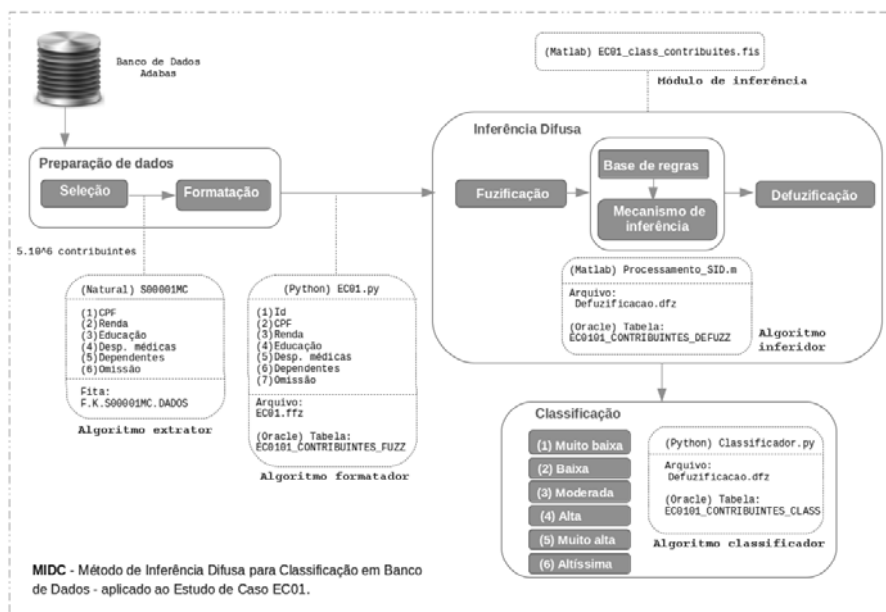 Banco de Dados
Adabas
(Matlab) EC01_class_contribuites.fis
Módulo de inferência
Preparação de dados
Seleção
Formatação
Inferência Difusa
Fuzificação
Base de regras
Mecanismo de
inferência
Defuzificação
5.10^6 contribuintes
(Natural) S00001MC
(1)CPF
(2)Renda
(3)Educação
(4)Desp. médicas
(5)Dependentes
(6)Omissão
Fita:
F.K.S00001MC.DADOS
Algoritmo extrator
(Python) EC01.py
(1)Id
(2)CPF
(3)Renda
(4)Educação
(5)Desp. médicas
(6)Dependentes
(7)Omissão
Arquivo:
EC01.ffz
(Oracle) Tabela:
EC0101_CONTRIBUINTES_FUZZ
Algoritmo formatador
(Matlab) Processamento_SID.m
Arquivo:
Defuzificacao.dfz
(Oracle) Tabela:
EC0101_CONTRIBUINTES_DEFUZZ
Algoritmo
inferidor
Classificação
(1) Muito baixa
(2) Baixa
(3) Moderada
(4) Alta
(5) Muito alta
(6) Altíssima
(Python) Classificador.py
Arquivo:
Defuzificacao.dfz
(Oracle) Tabela:
EC0101_CONTRIBUINTES_CLASS
Algoritmo classificador
MIDC - Método de Inferência Difusa para Classificação em Banco
de Dados - aplicado ao Estudo de Caso EC01.